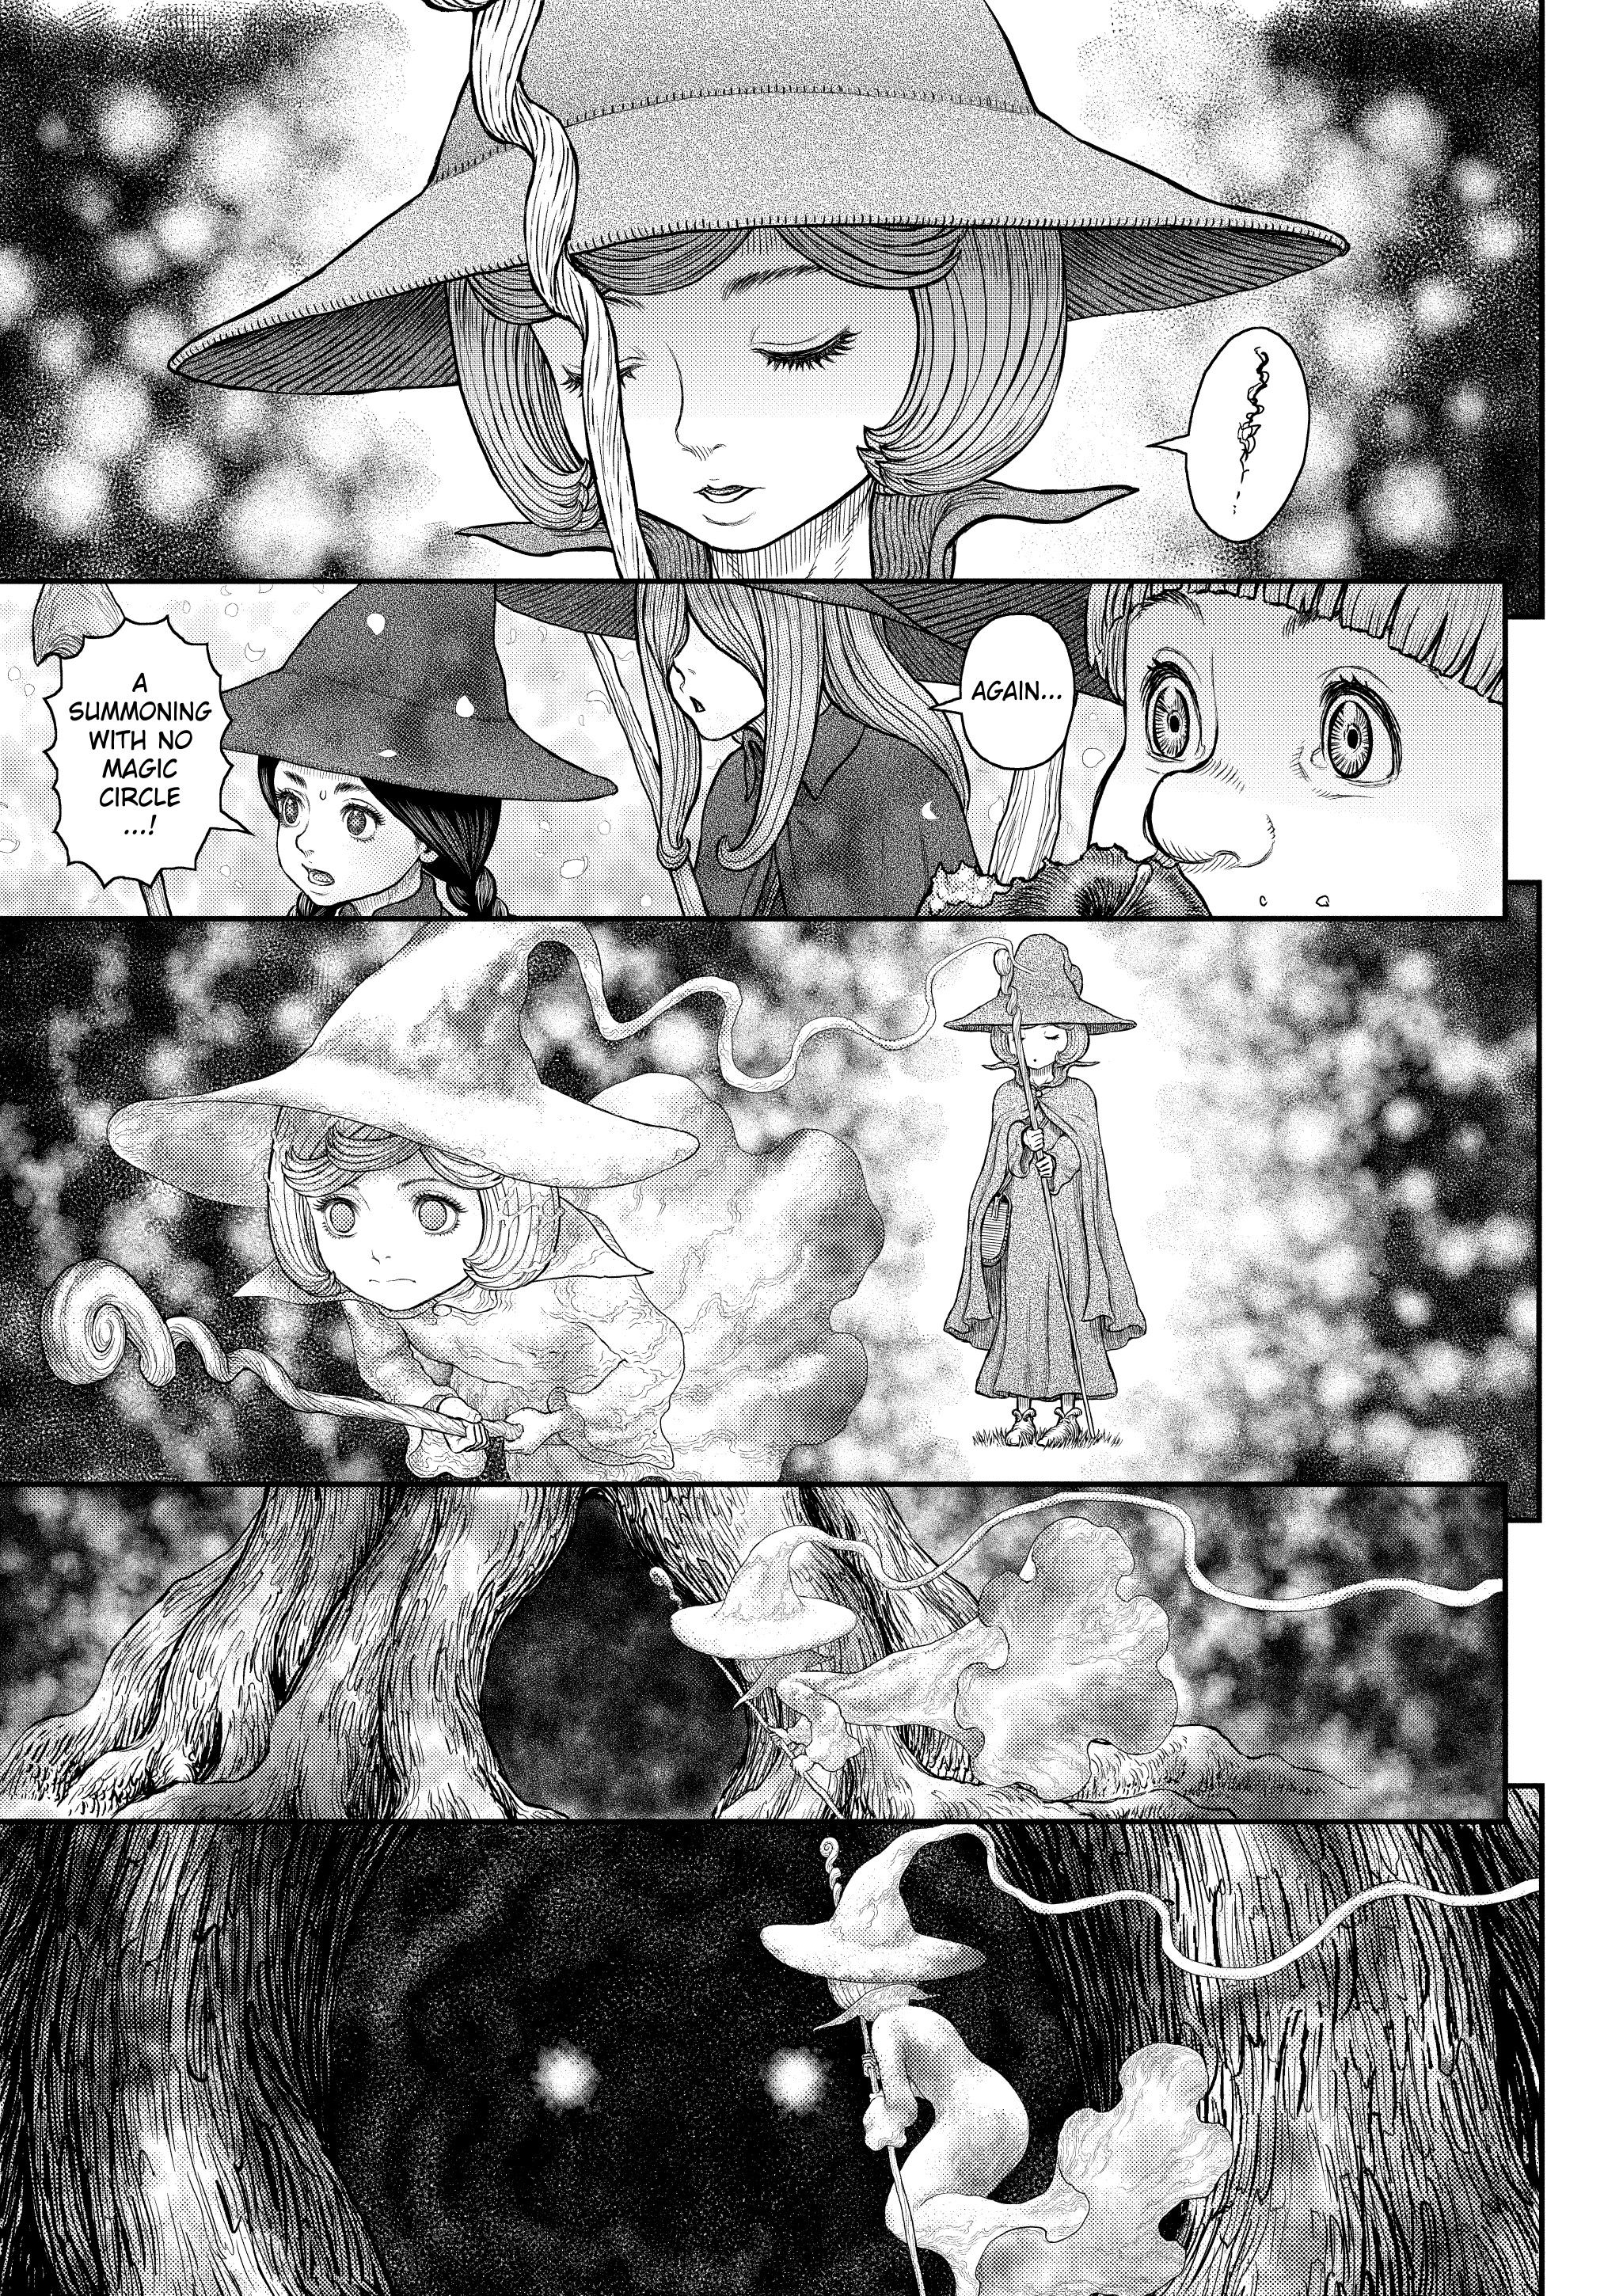 AGAIN...
A
SUMMONING
WITH NO
MAGIC
CIRCLE
...!